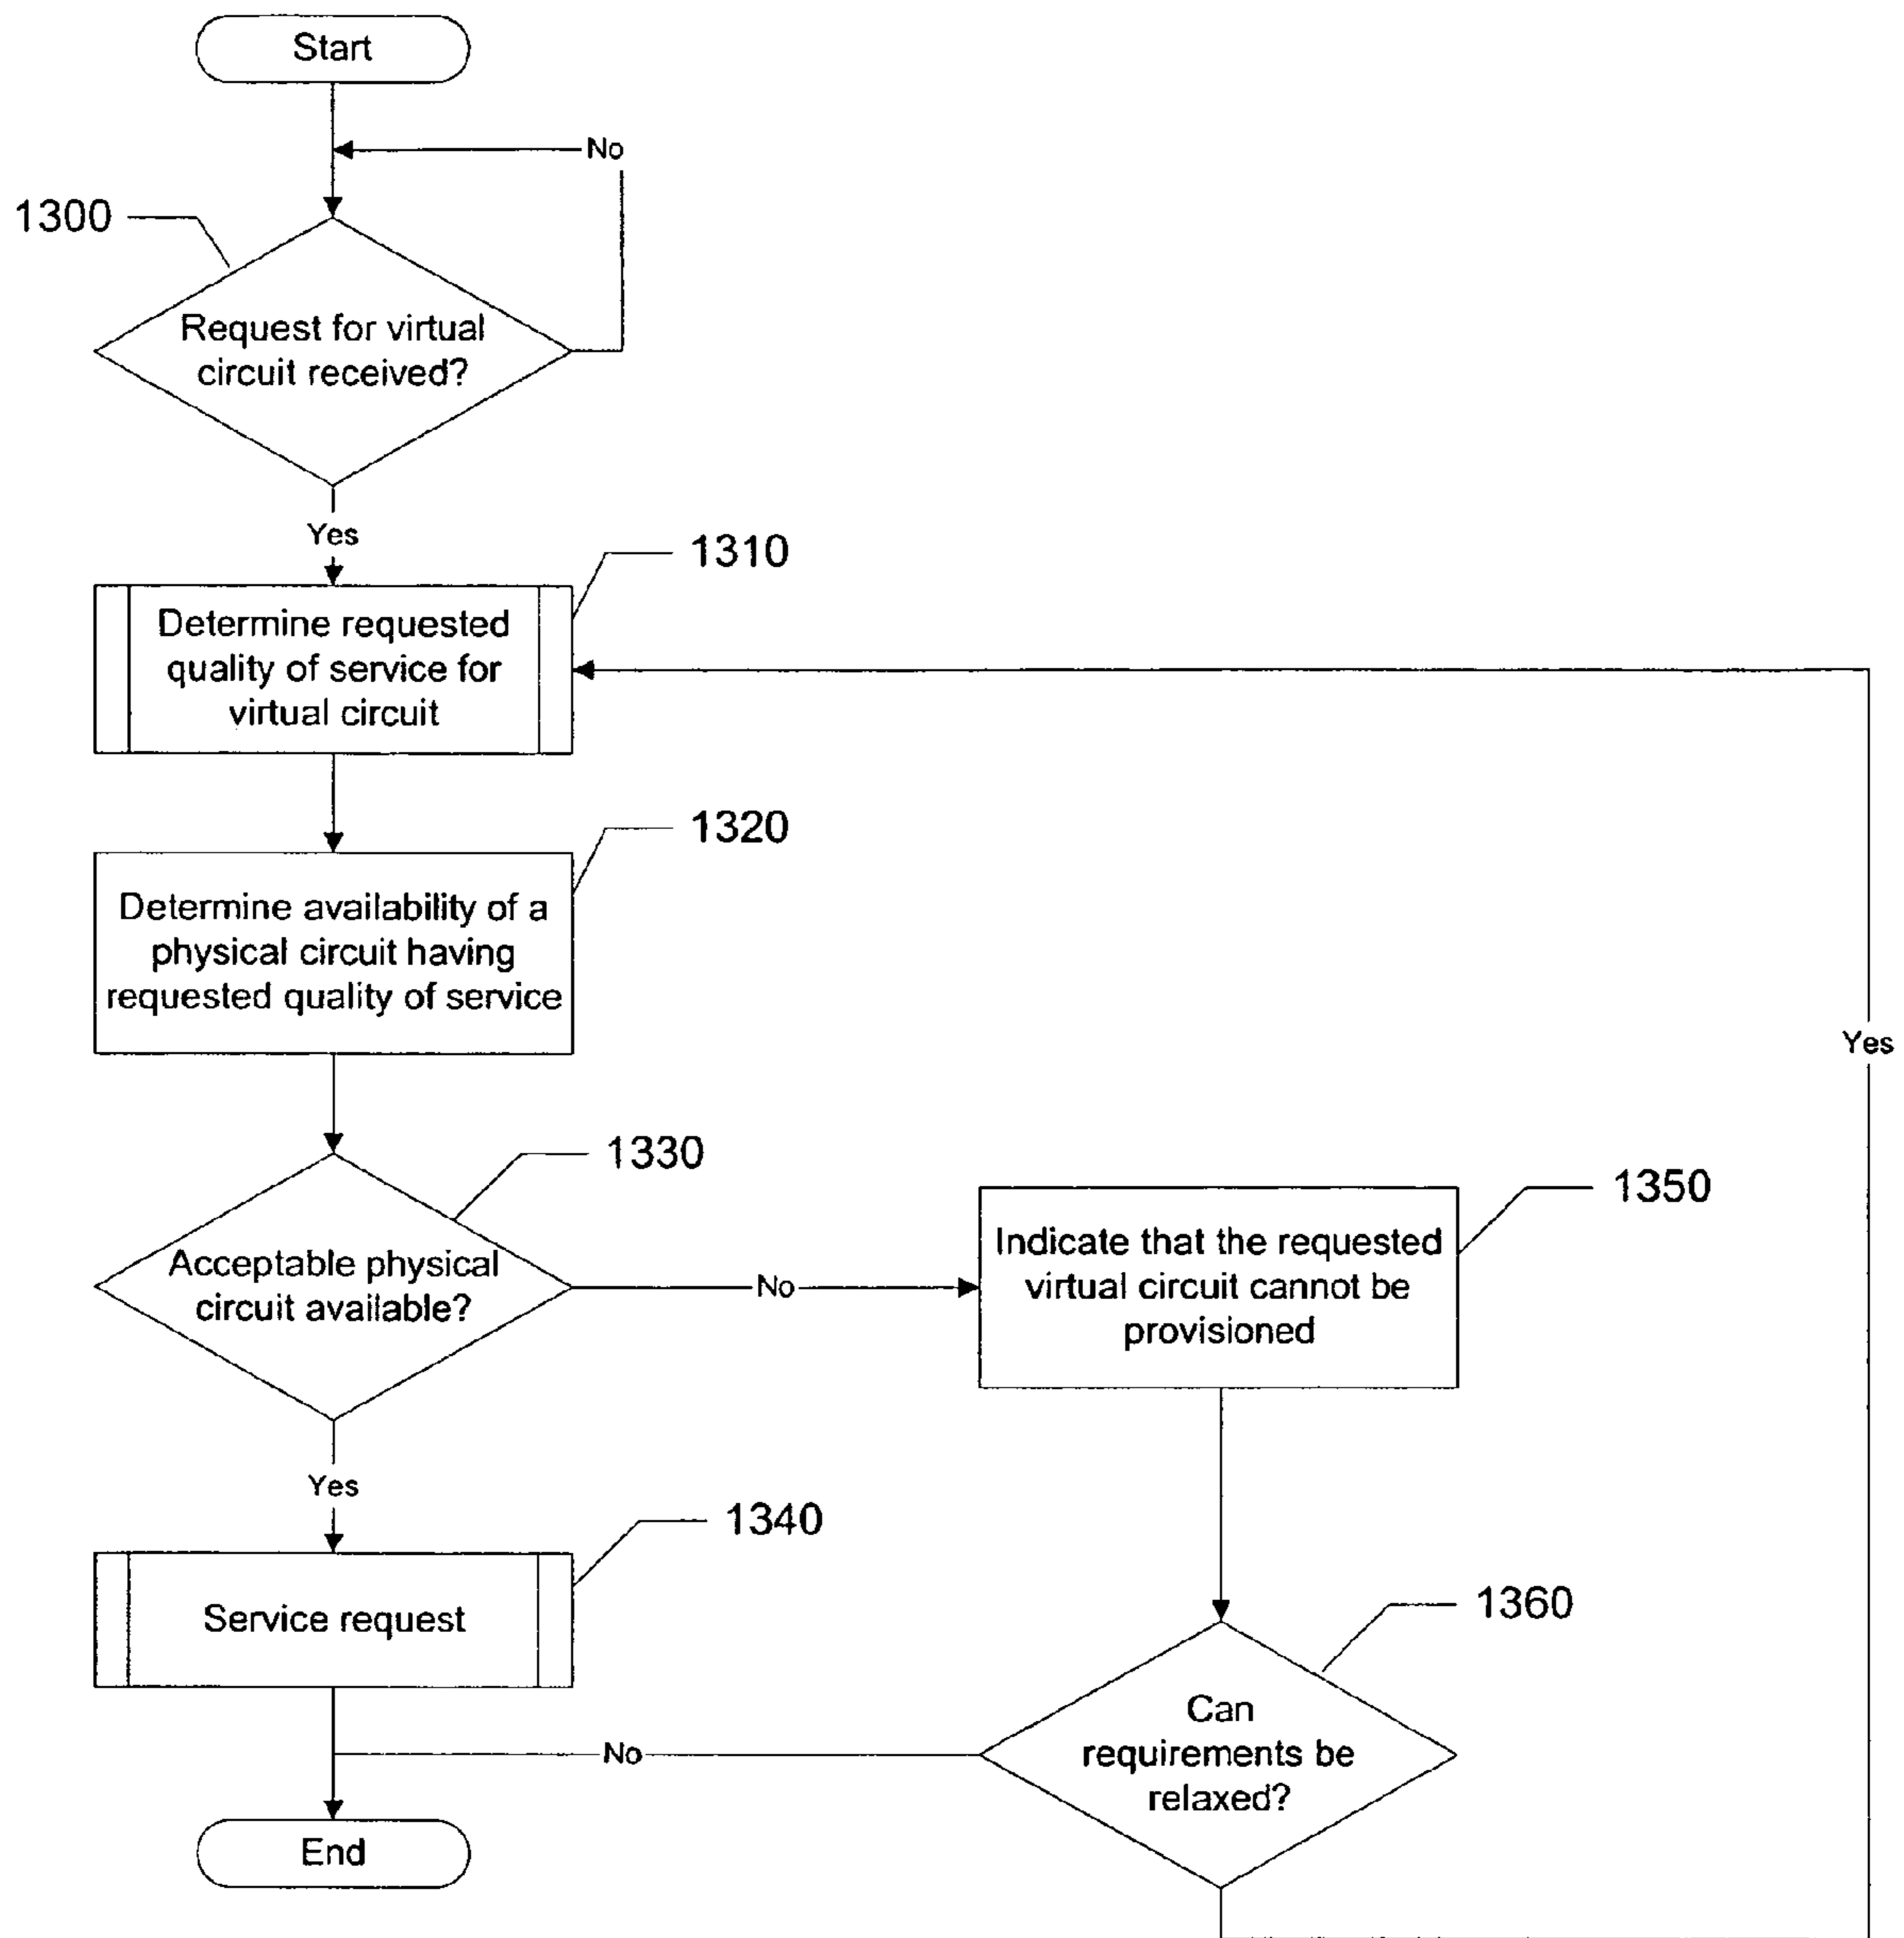 Start
No
1300
Request for virtual
circuit received?
Yes
1310
Determine requested
quality of service for
virtual circuit
1320
Determine availability of a
physical circuit having
requested quality of service
Yes
1330
Acceptable physical
circuit available?
No
1350
Indicate that the requested
virtual circuit cannot be
provisioned
Yes
1340
Service request
1360
Can
requirements be
relaxed?
No
End